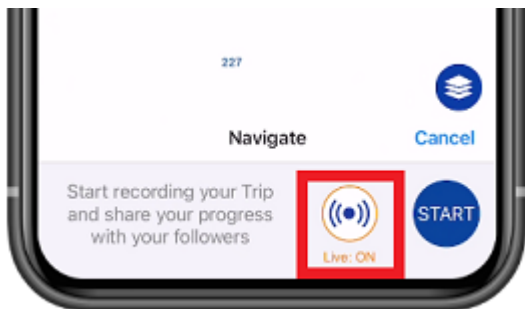 227
Navigate
Cancel
Start recording your Trip
and share your progress
with your followers
Live: ON
START